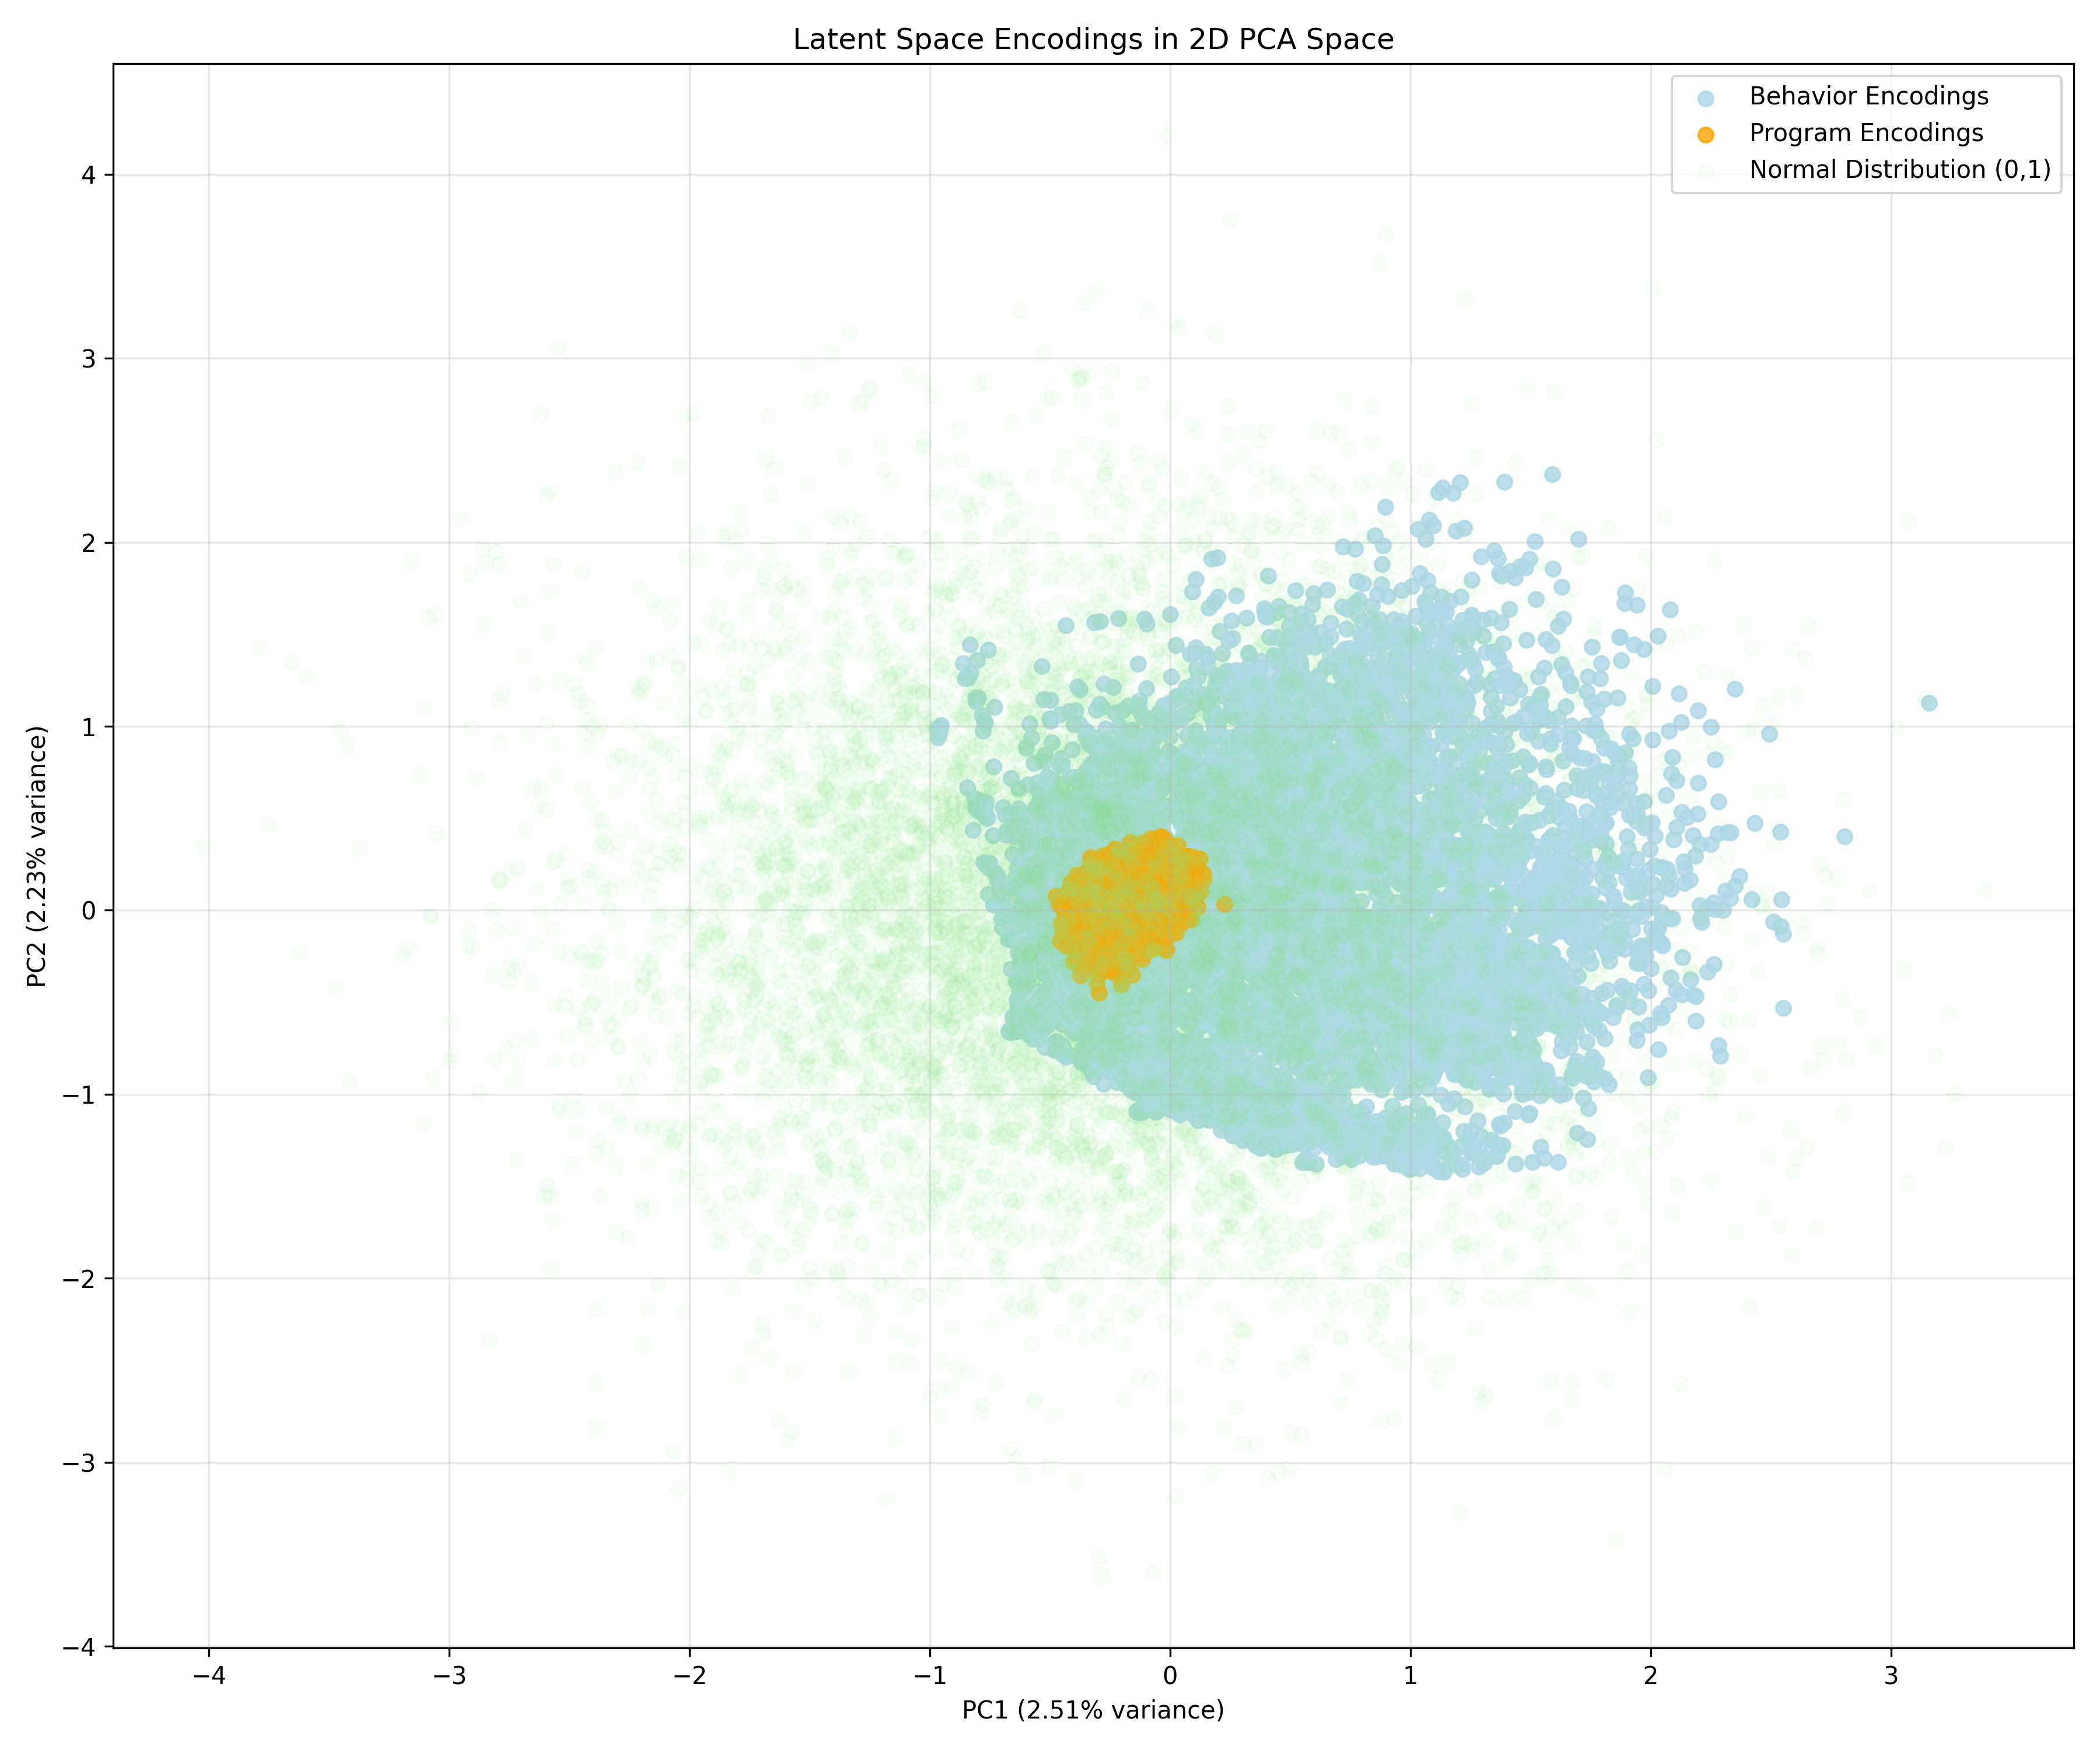 Latent Space Encodings in 2D PCA Space
Behavior Encodings
Program Encodings
Normal Distribution (0,1)
PC2 (2.23% variance)
4
3
2
1
0
−1
−2
−3
−4
−4 −3 −2 −1 0 1 2 3
PC1 (2.51% variance)